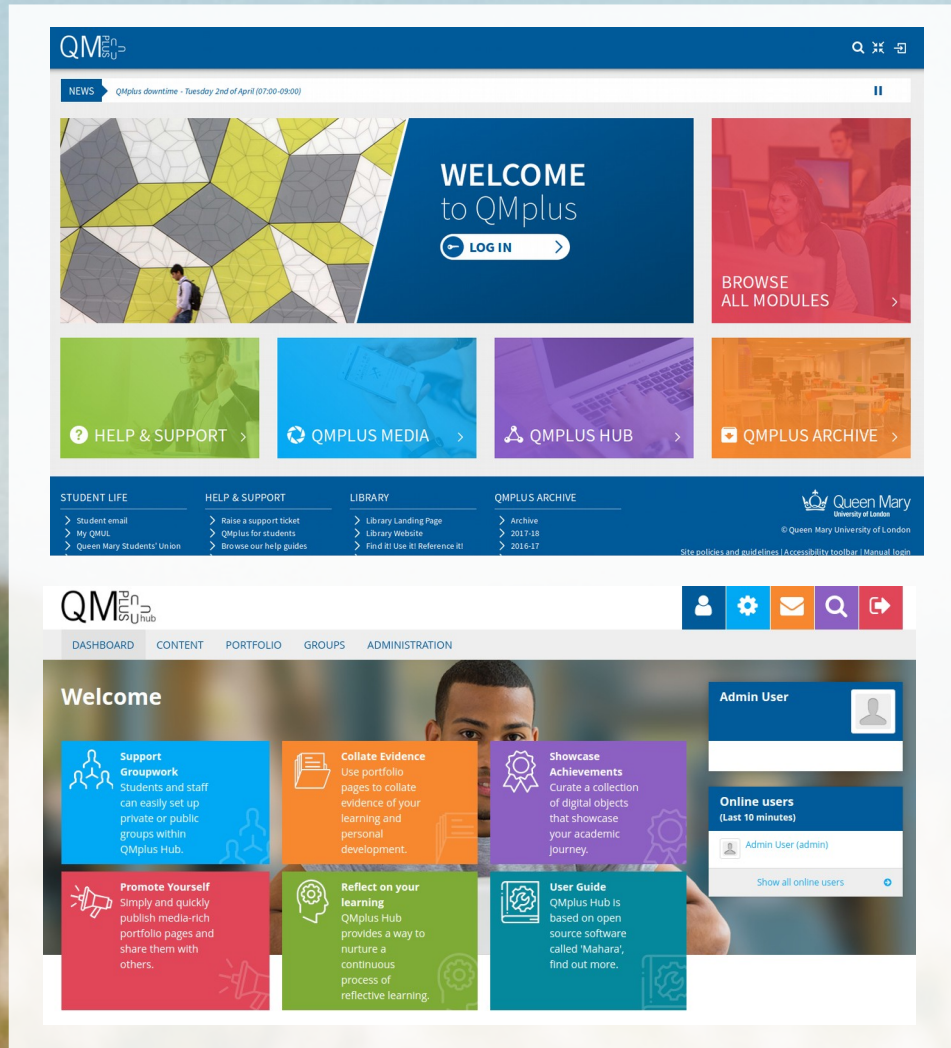 QM PLUS
NEWS QMplus downtime - Tuesday 2nd of April (07:00-09:00)
WELCOME
to QMplus
LOG IN
BROWSE
ALL MODULES
HELP & SUPPORT
QMPLUS MEDIA
QMPLUS HUB
QMPLUS ARCHIVE
STUDENT LIFE
Student email
My QMUL
Queen Mary Students' Union
HELP & SUPPORT
Raise a support ticket
QMplus for students
Browse our help guides
LIBRARY
Library Landing Page
Library Website
Find it! Use it! Reference it!
QMPLUS ARCHIVE
Archive
2017-18
2016-17
Queen Mary
University of London
© Queen Mary University of London
Site policies and guidelines | Accessibility toolbar | Manual login
QM PLUS hub
DASHBOARD CONTENT PORTFOLIO GROUPS ADMINISTRATION
Welcome
Support
Groupwork
Students and staff
can easily set up
private or public
groups within
QMplus Hub.
Collate Evidence
Use portfolio
pages to collate
evidence of your
learning and
personal
development.
Showcase
Achievements
Curate a collection
of digital objects
that showcase
your academic
journey.
Promote Yourself
Simply and quickly
publish media-rich
portfolio pages and
share them with
others.
Reflect on your
learning
QMplus Hub
provides a way to
nurture a
continuous
process of
reflective learning.
User Guide
QMplus Hub is
based on open
source software
called 'Mahara',
find out more.
Admin User
Online users
(Last 10 minutes)
Admin User (admin)
Show all online users